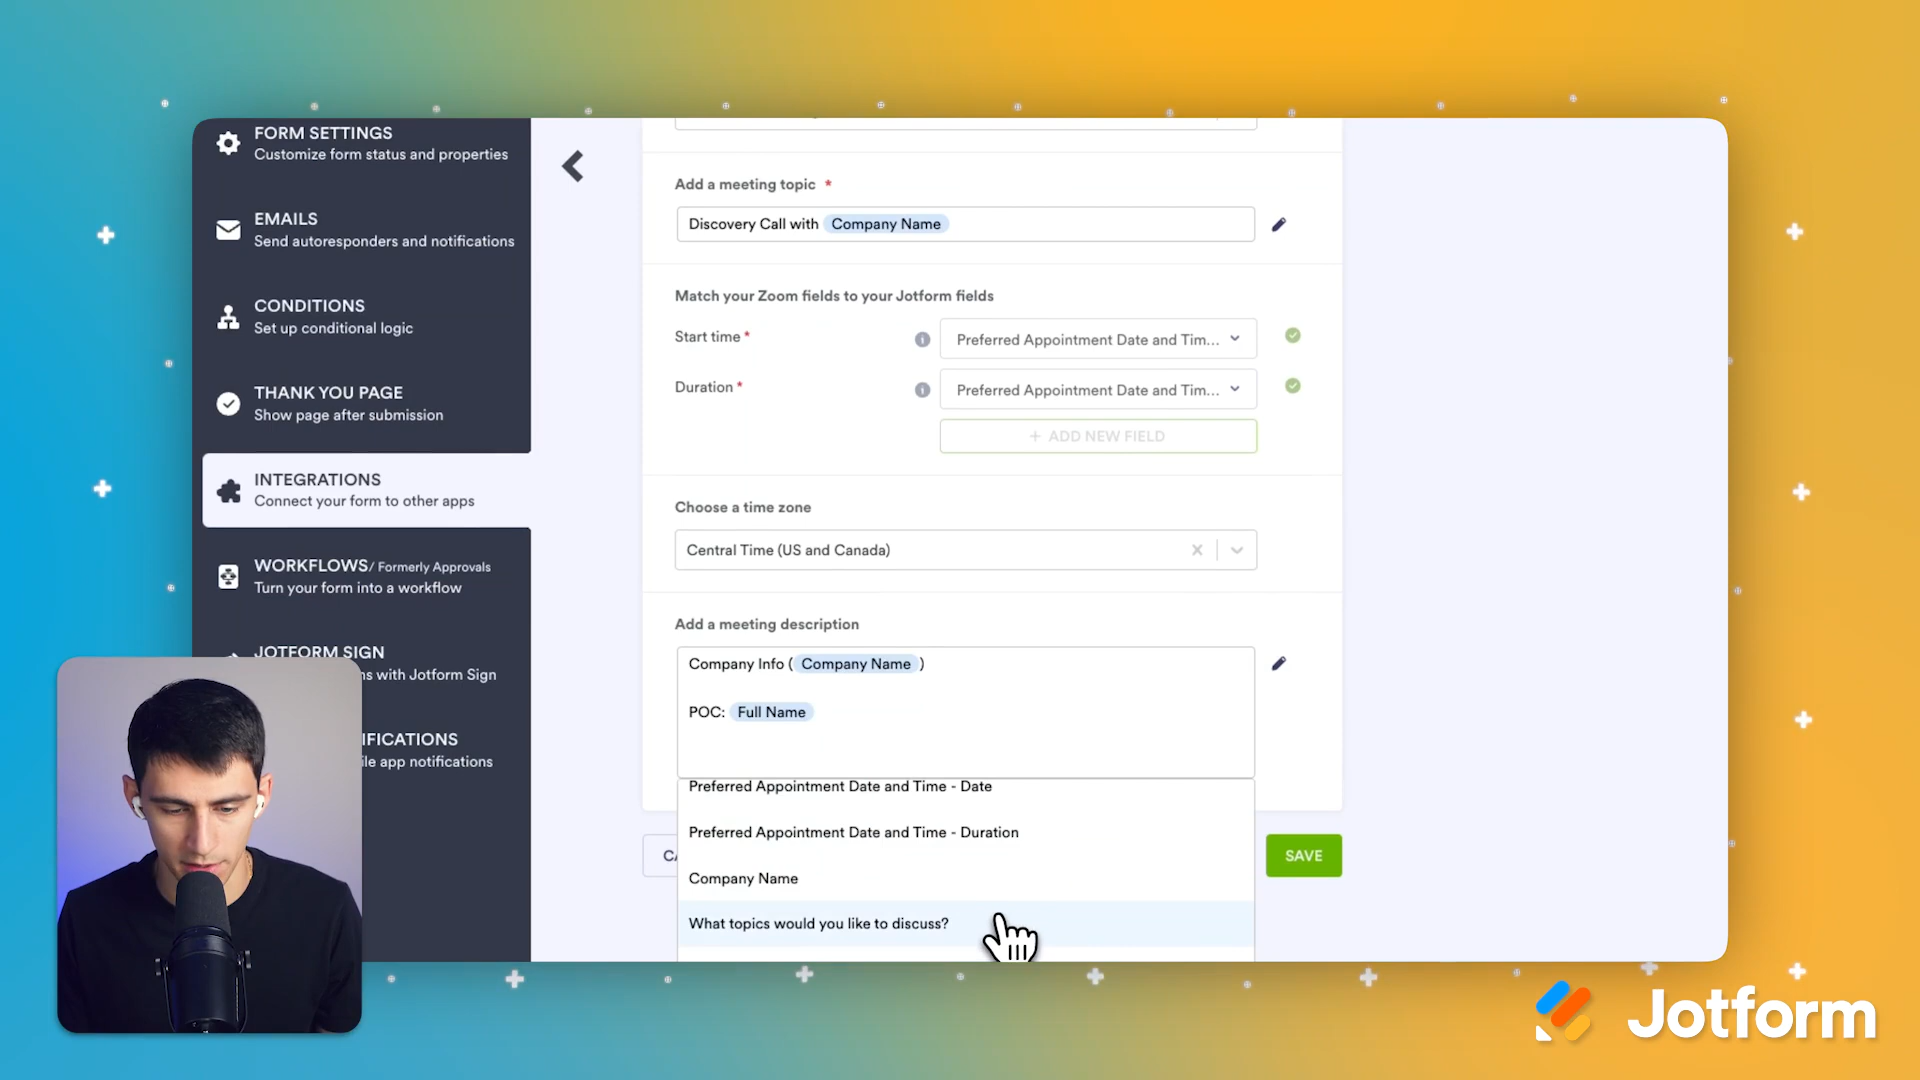 FORM SETTINGS
Customize form status and properties
EMAILS
Send autoresponders and notifications
CONDITIONS
Set up conditional logic
THANK YOU PAGE
Show page after submission
INTEGRATIONS
Connect your form to other apps
WORKFLOWS/ Formerly Approvals
Turn your form into a workflow
JOTFORM SIGN
with Jotform Sign
app notifications
Add a meeting topic *
Discovery Call with Company Name
Match your Zoom fields to your Jotform fields
Start time *
Preferred Appointment Date and Tim...
Duration *
Preferred Appointment Date and Tim...
+ ADD NEW FIELD
Choose a time zone
Central Time (US and Canada)
Add a meeting description
Company Info ( Company Name )
POC: Full Name
Preferred Appointment Date and Time - Date
Preferred Appointment Date and Time - Duration
Company Name
What topics would you like to discuss?
SAVE
Jotform